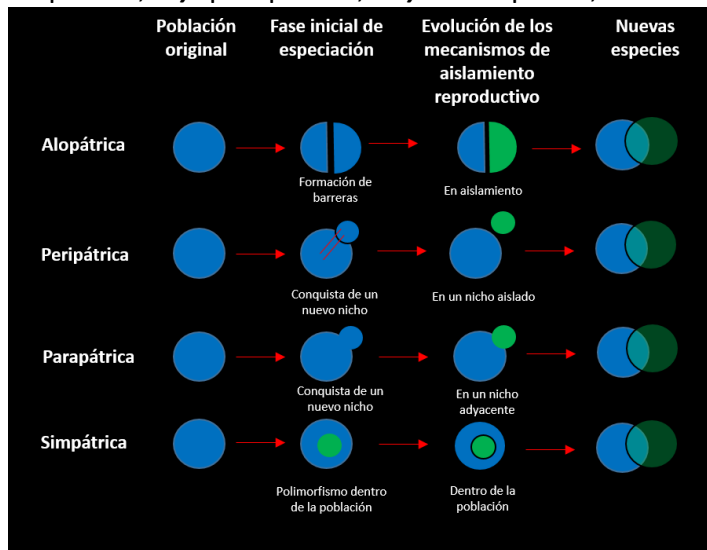 Población original
Fase inicial de especiación
Evolución de los mecanismos de aislamiento reproductivo
Nuevas especies
Alopátrica
Formación de barreras
En aislamiento
Peripátrica
Conquista de un nuevo nicho
En un nicho aislado
Parapátrica
Conquista de un nuevo nicho
En un nicho adyacente
Simpátrica
Polimorfismo dentro de la población
Dentro de la población